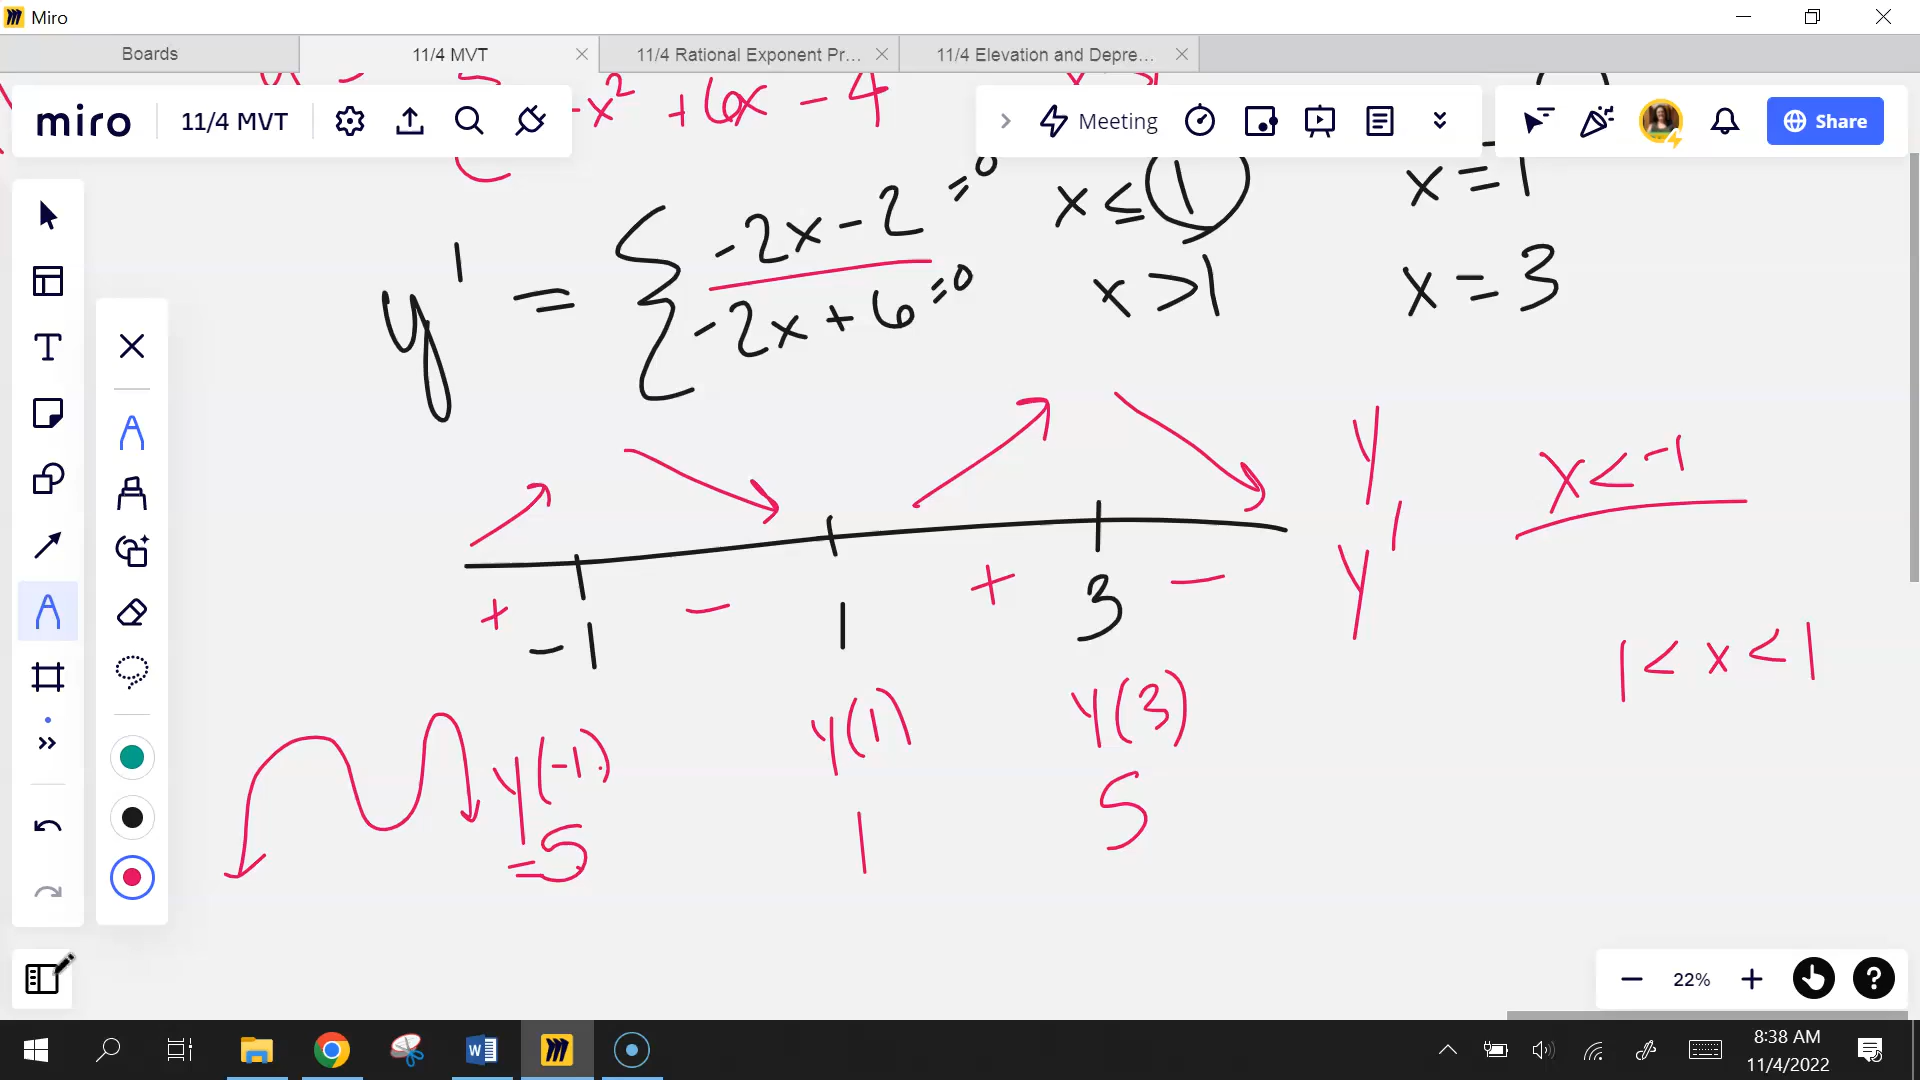 Miro
Boards
11/4 MVT
11/4 Rational Exponent Pr...
11/4 Elevation and Depre...
miro
11/4 MVT
Meeting
Share
-x² + 6x - 4
y' = { -2x - 2 = 0 x ≤ 1 x = 1
-2x + 6 = 0 x > 1 x = 3
y
x < -1
+ -1 - 1 + 3 - y'
1 < x < 1
y(-1) y(1) y(3)
=5 1 5
22%
8:38 AM
11/4/2022